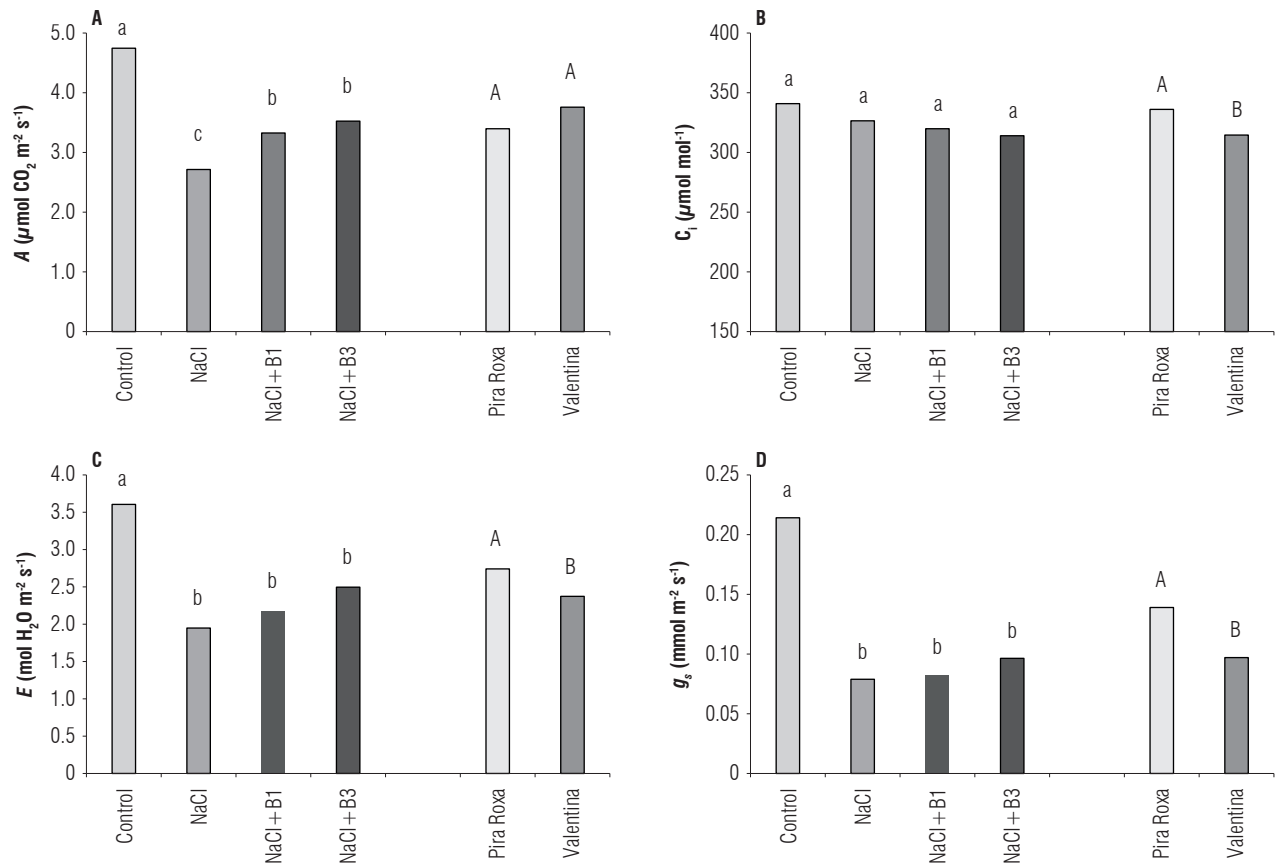 A
A (µmol CO₂ m⁻² s⁻¹)
5.0
4.0
3.0
2.0
1.0
0
a
c
b
b
A
A
Control
NaCl
NaCl + B1
NaCl + B3
Pira Roxa
Valentina
B
Cᵢ (µmol mol⁻¹)
400
350
300
250
200
150
a
a
a
a
A
B
Control
NaCl
NaCl + B1
NaCl + B3
Pira Roxa
Valentina
C
E (mol H₂O m⁻² s⁻¹)
4.0
3.5
3.0
2.5
2.0
1.5
1.0
0.5
0
a
b
b
b
A
B
Control
NaCl
NaCl + B1
NaCl + B3
Pira Roxa
Valentina
D
gₛ (mmol m⁻² s⁻¹)
0.25
0.20
0.15
0.10
0.05
0
a
b
b
b
A
B
Control
NaCl
NaCl + B1
NaCl + B3
Pira Roxa
Valentina